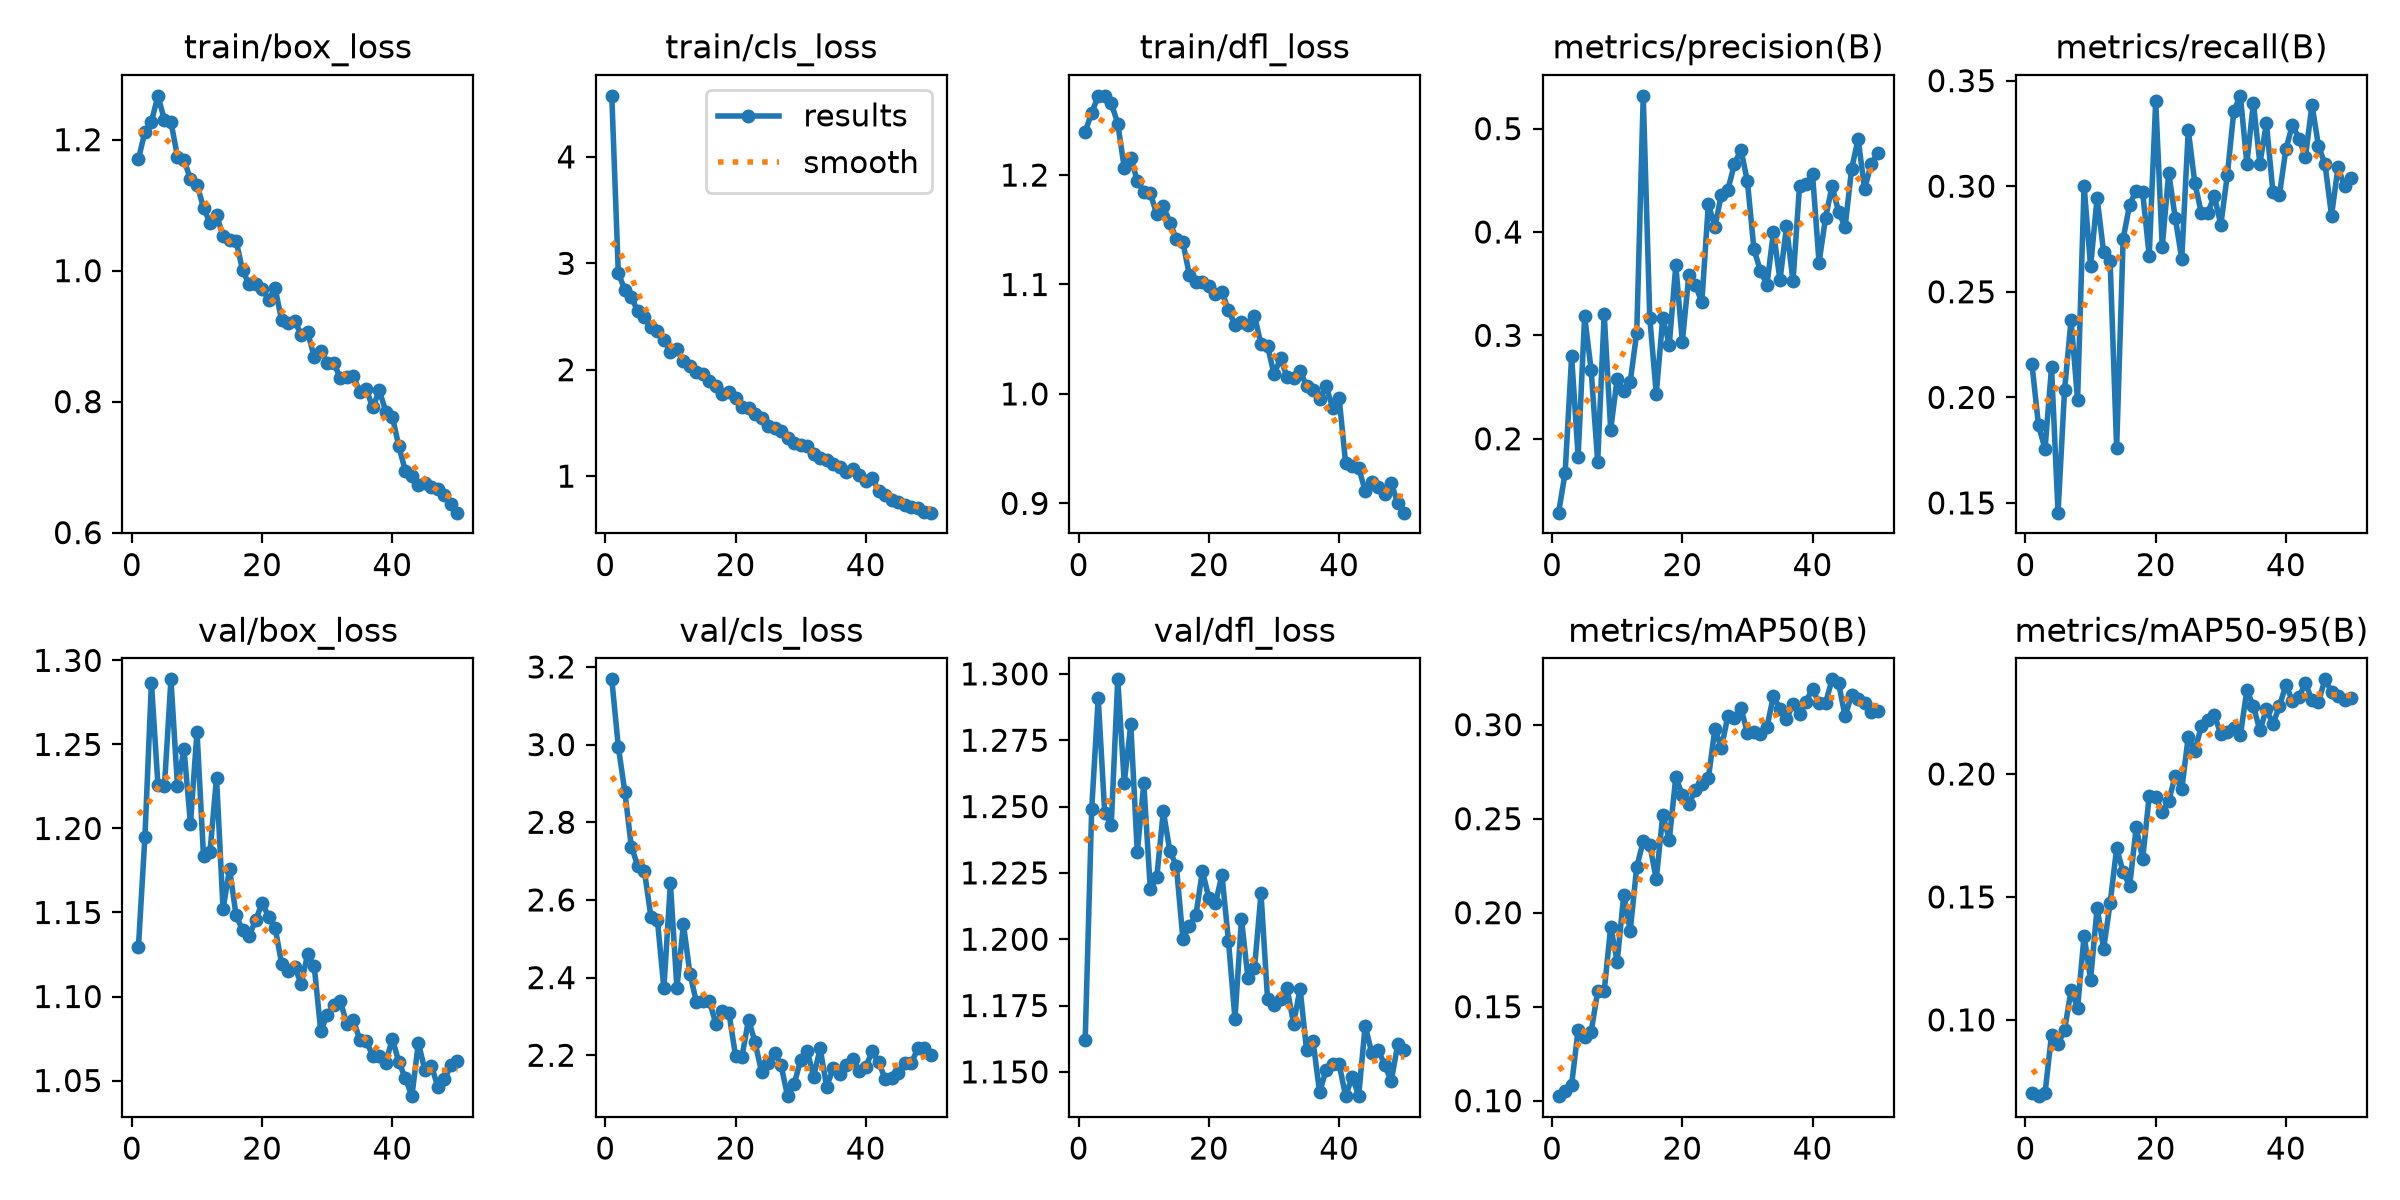 train/box_loss
train/cls_loss
train/dfl_loss
metrics/precision(B)
metrics/recall(B)
1.2
1.0
0.8
0.6
0 20 40
results
smooth
4
3
2
1
0 20 40
1.2
1.1
1.0
0.9
0 20 40
0.5
0.4
0.3
0.2
0 20 40
0.35
0.30
0.25
0.20
0.15
0 20 40
val/box_loss
val/cls_loss
val/dfl_loss
metrics/mAP50(B)
metrics/mAP50-95(B)
1.30
1.25
1.20
1.15
1.10
1.05
0 20 40
3.2
3.0
2.8
2.6
2.4
2.2
0 20 40
1.300
1.275
1.250
1.225
1.200
1.175
1.150
0 20 40
0.30
0.25
0.20
0.15
0.10
0 20 40
0.20
0.15
0.10
0 20 40